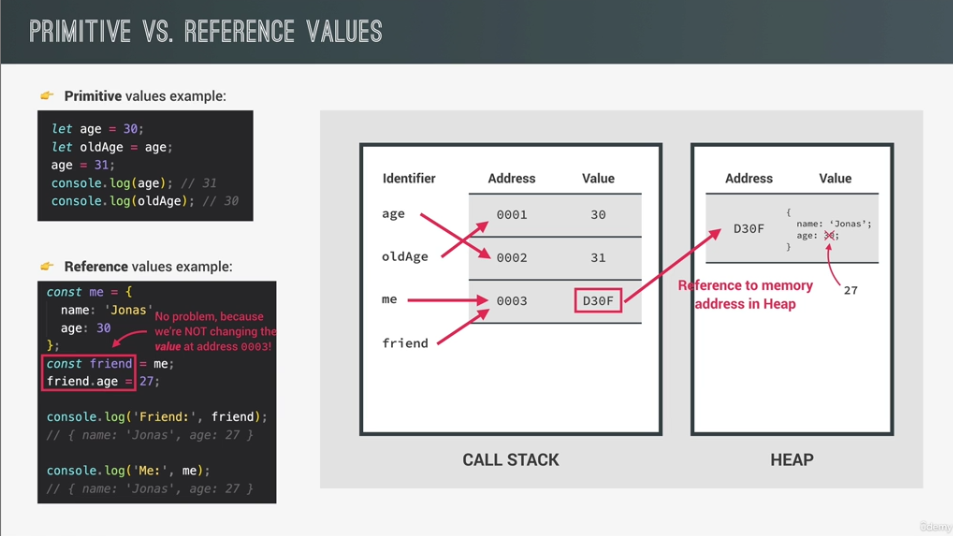 PRIMITIVE VS. REFERENCE VALUES
👉 Primitive values example:
let age = 30;
let oldAge = age;
age = 31;
console.log(age); // 31
console.log(oldAge); // 30
👉 Reference values example:
const me = {
name: 'Jonas'
age: 30
};
const friend = me;
friend.age = 27;
console.log('Friend:', friend);
// { name: 'Jonas', age: 27 }
console.log('Me:', me);
// { name: 'Jonas', age: 27 }
No problem, because
we're NOT changing the
value at address 0003!
Identifier Address Value
age 0001 30
oldAge 0002 31
me 0003 D30F
friend
CALL STACK
Address Value
D30F
{
name: 'Jonas';
age: 30;
}
27
Reference to memory
address in Heap
HEAP
Udemy